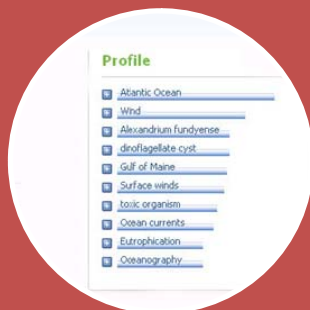 Profile
Atlantic Ocean
Wind
Alexandrium fundyense
dinoflagellate cyst
Gulf of Maine
Surface winds
toxic organism
Ocean currents
Eutrophication
Oceanography